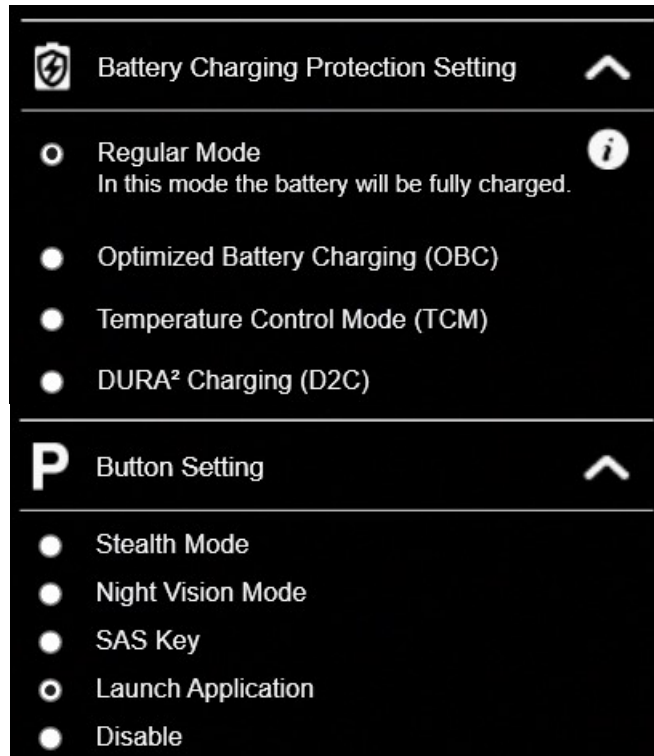 Battery Charging Protection Setting
Regular Mode
i
In this mode the battery will be fully charged.
Optimized Battery Charging (OBC)
Temperature Control Mode (TCM)
DURA² Charging (D2C)
P Button Setting
Stealth Mode
Night Vision Mode
SAS Key
Launch Application
Disable